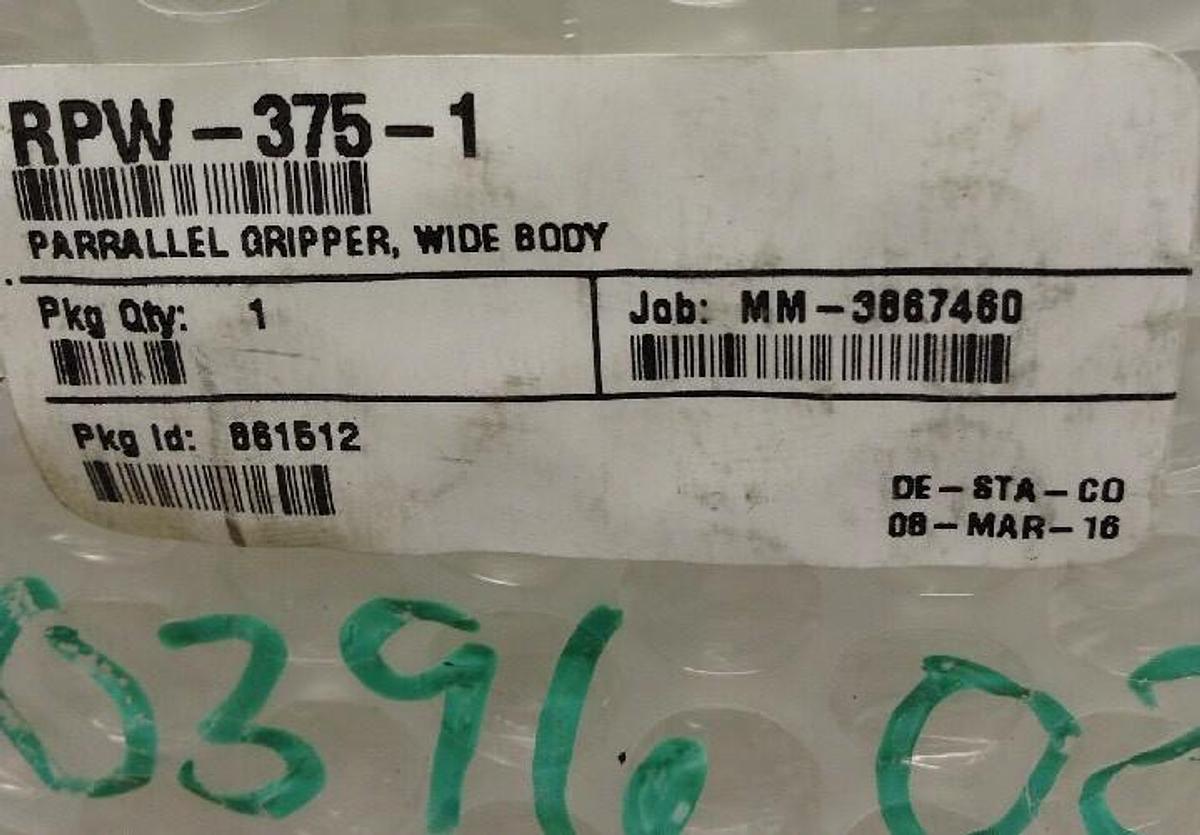 RPW-375-1
PARRALLEL GRIPPER, WIDE BODY
Pkg Qty: 1
Job: MM-3867460
Pkg Id: 861512
DE-STA-CO
08-MAR-16
0396 02